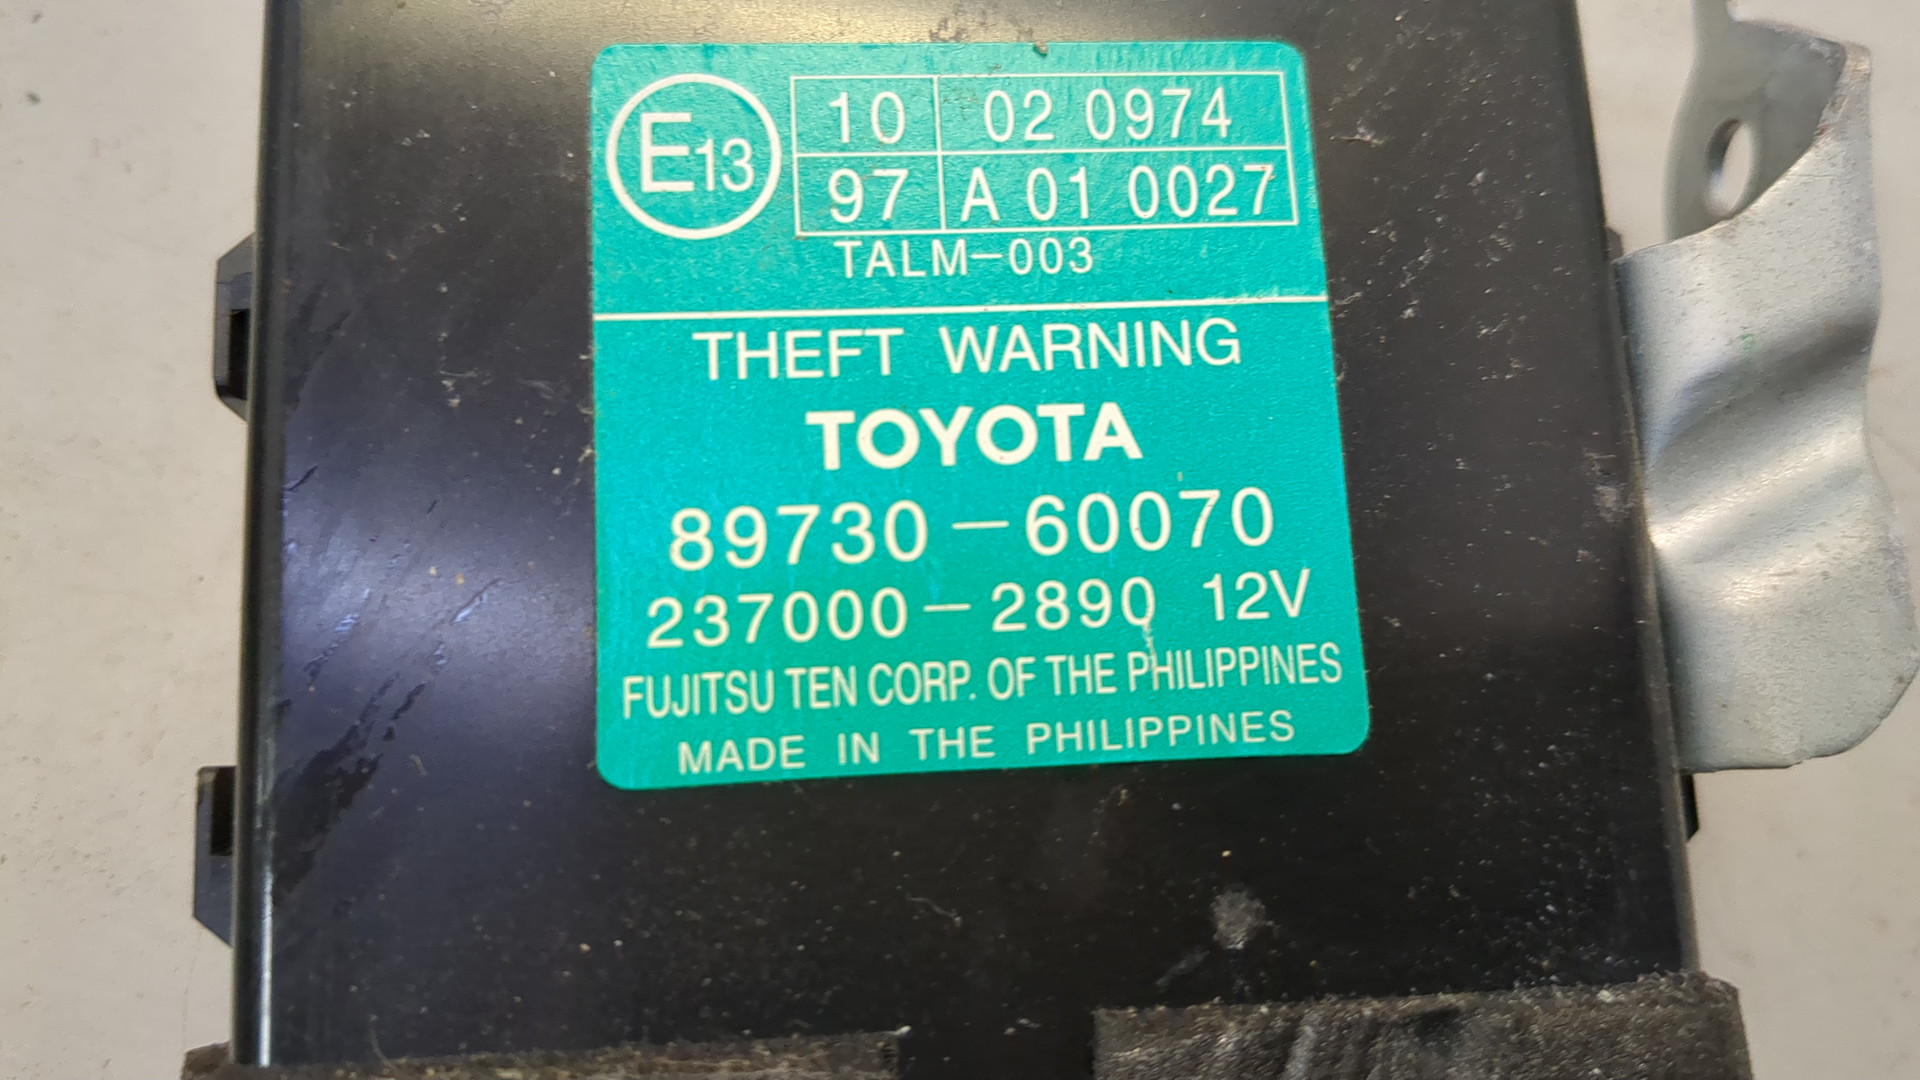 E13
10 02 0974
97 A 01 0027
TALM-003
THEFT WARNING
TOYOTA
89730-60070
237000-2890 12V
FUJITSU TEN CORP. OF THE PHILIPPINES
MADE IN THE PHILIPPINES